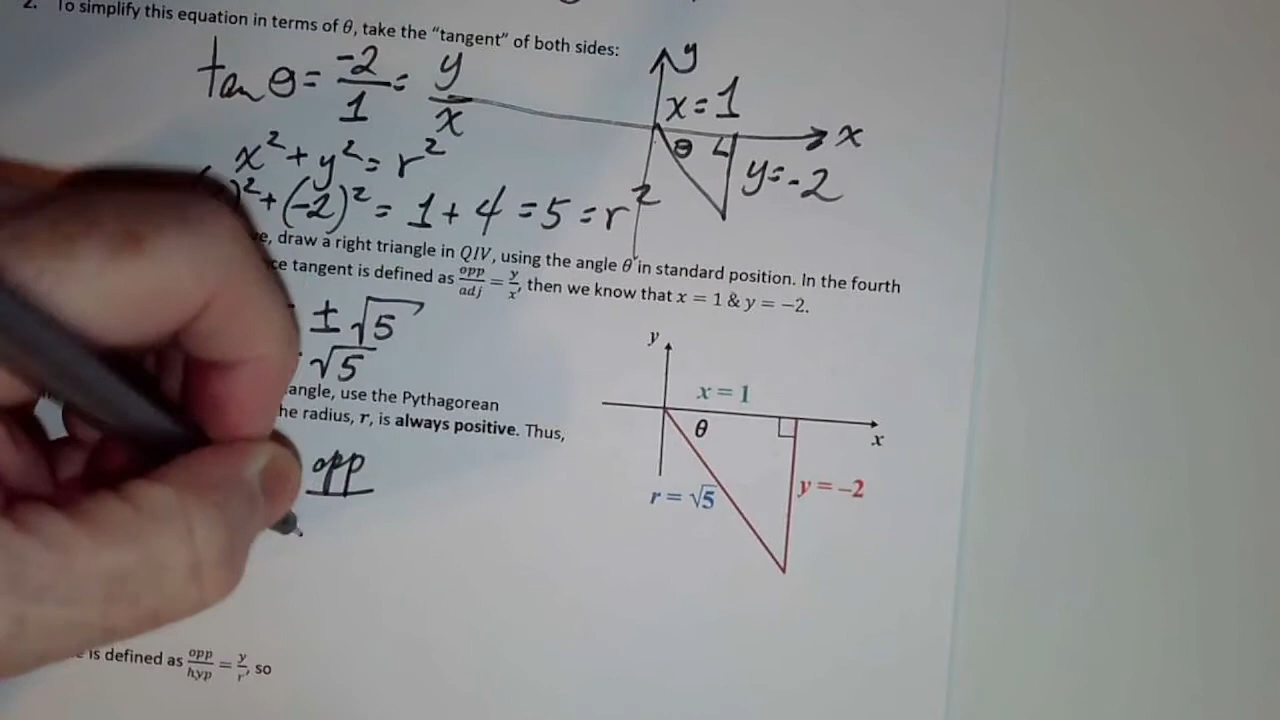 2. To simplify this equation in terms of θ, take the “tangent” of both sides:
tan θ = -2/1 = y/x
y
x = 1
x
θ
y = -2
x² + y² = r²
)² + (-2)² = 1 + 4 = 5 = r²
, draw a right triangle in QIV, using the angle θ in standard position. In the fourth
tangent is defined as opp/adj = y/x, then we know that x = 1 & y = −2.
± √5
√5
angle, use the Pythagorean
radius, r, is always positive. Thus,
y
x = 1
θ
x
r = √5
y = −2
opp
is defined as opp/hyp = y/r, so